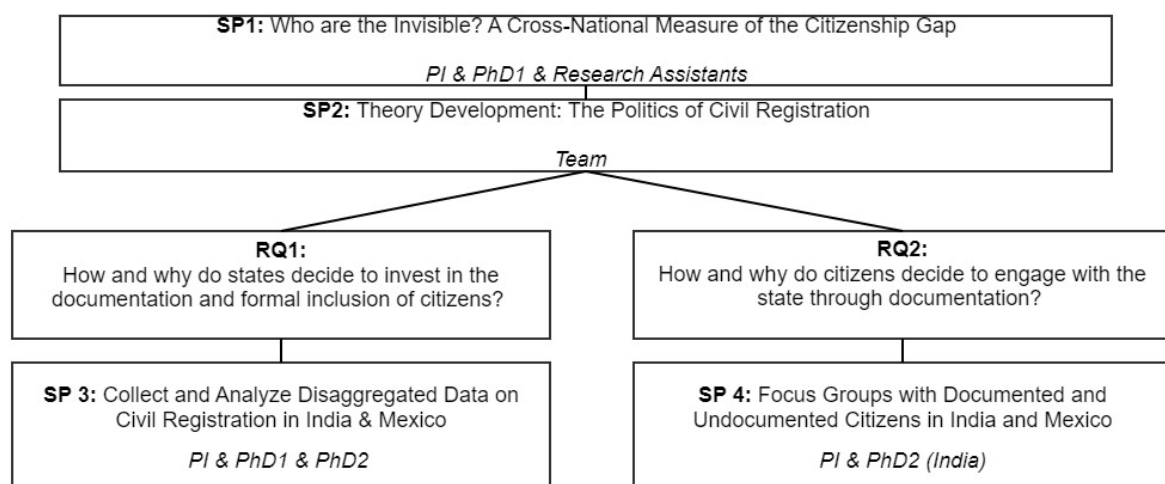 SP1: Who are the Invisible? A Cross-National Measure of the Citizenship Gap
PI & PhD1 & Research Assistants
SP2: Theory Development: The Politics of Civil Registration
Team
RQ1:
How and why do states decide to invest in the
documentation and formal inclusion of citizens?
RQ2:
How and why do citizens decide to engage with the
state through documentation?
SP 3: Collect and Analyze Disaggregated Data on
Civil Registration in India & Mexico
PI & PhD1 & PhD2
SP 4: Focus Groups with Documented and
Undocumented Citizens in India and Mexico
PI & PhD2 (India)